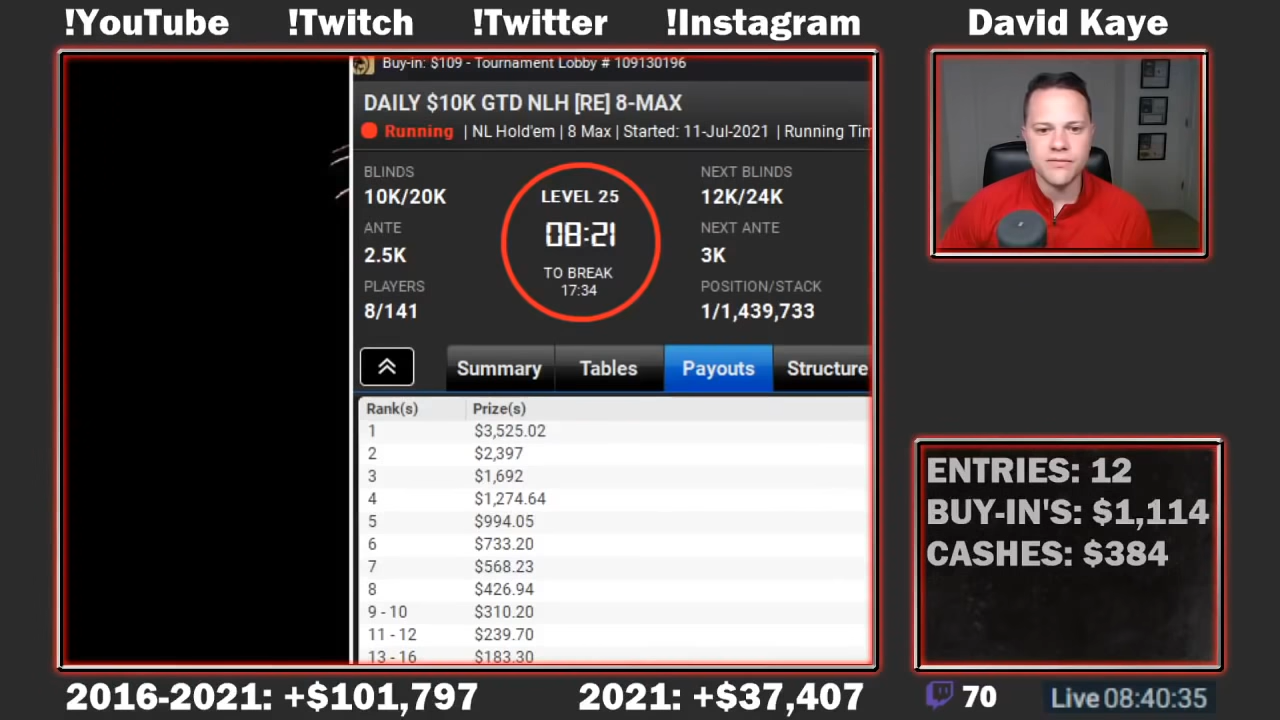 !YouTube !Twitch !Twitter !Instagram David Kaye
Buy-in: $109 - Tournament Lobby # 109130196
DAILY $10K GTD NLH [RE] 8-MAX
Running | NL Hold'em | 8 Max | Started: 11-Jul-2021 | Running Tim
BLINDS
10K/20K
ANTE
2.5K
PLAYERS
8/141
LEVEL 25
08:21
TO BREAK
17:34
NEXT BLINDS
12K/24K
NEXT ANTE
3K
POSITION/STACK
1/1,439,733
Summary Tables Payouts Structure
Rank(s) Prize(s)
1 $3,525.02
2 $2,397
3 $1,692
4 $1,274.64
5 $994.05
6 $733.20
7 $568.23
8 $426.94
9 - 10 $310.20
11 - 12 $239.70
13 - 16 $183.30
ENTRIES: 12
BUY-IN'S: $1,114
CASHES: $384
2016-2021: +$101,797 2021: +$37,407 70 Live 08:40:35